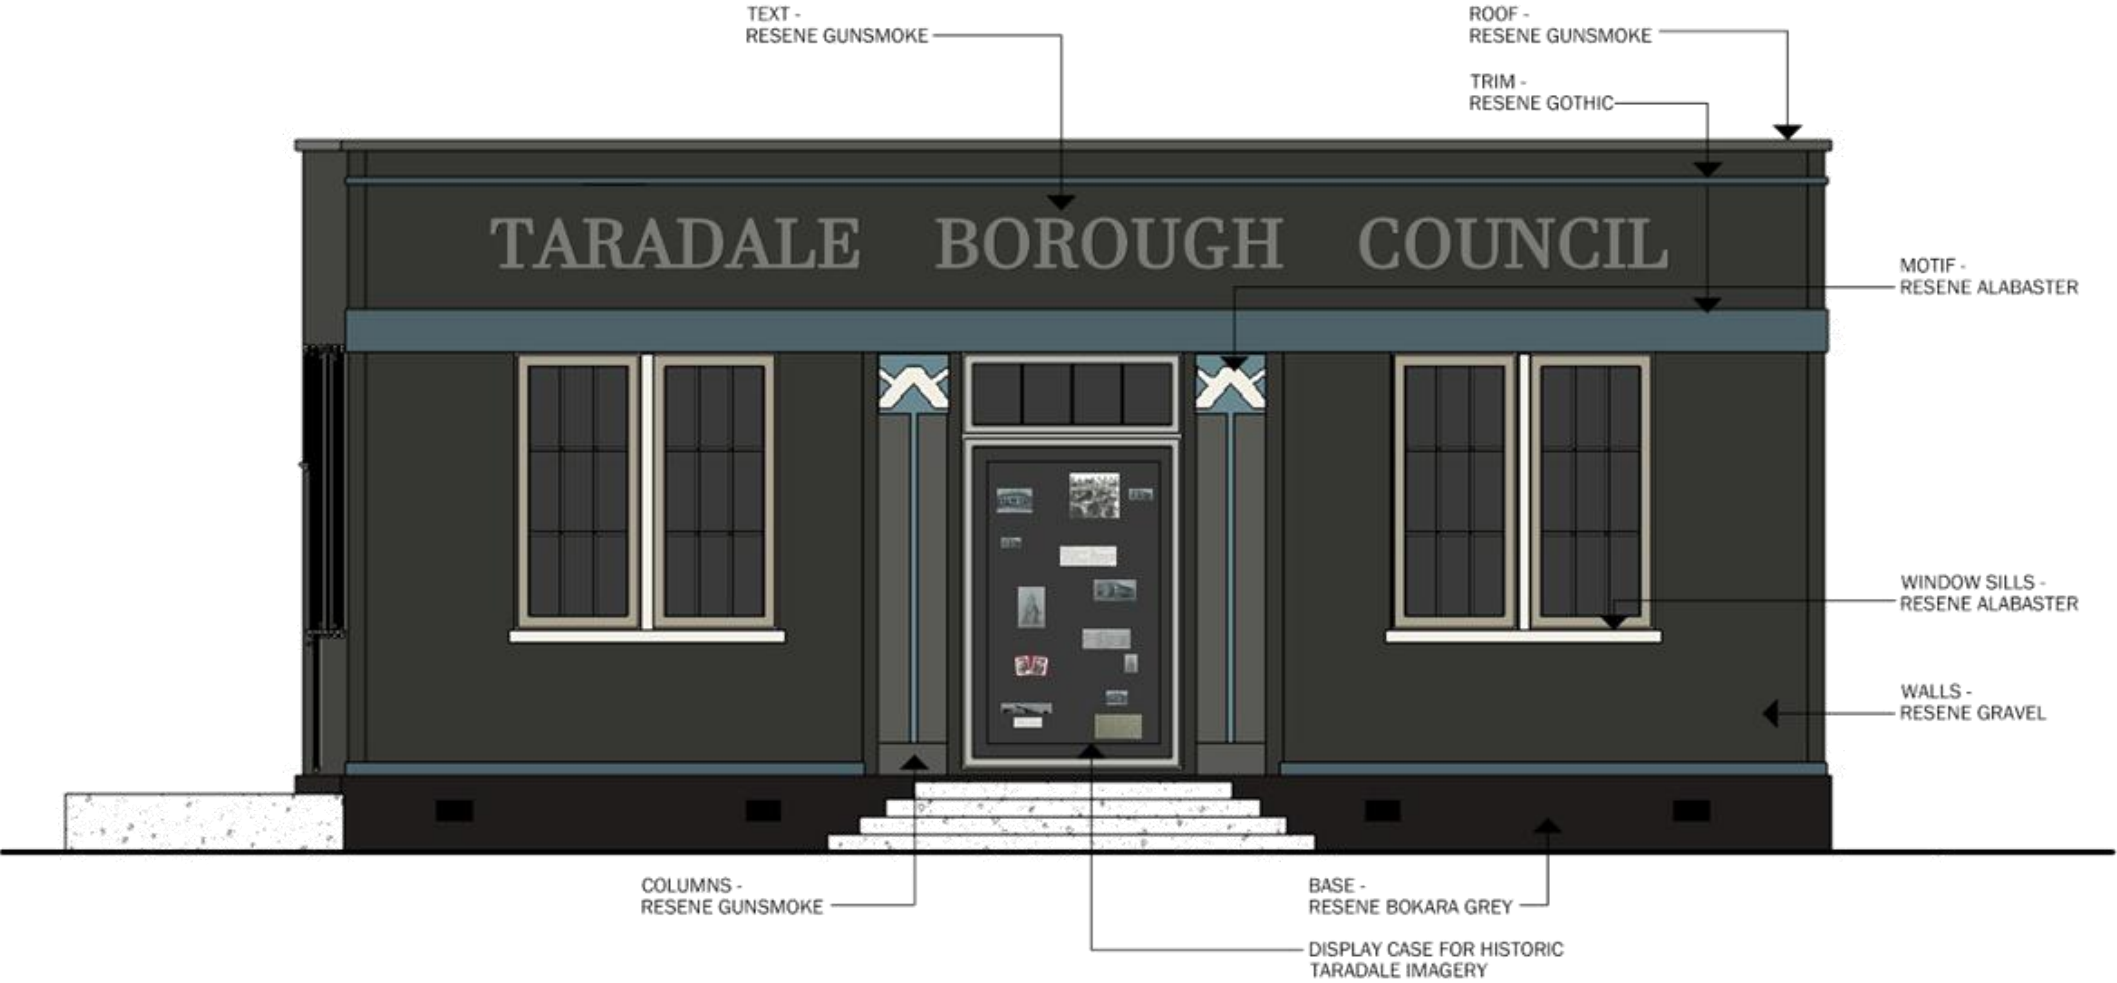 TEXT -
RESENE GUNSMOKE
ROOF -
RESENE GUNSMOKE
TRIM -
RESENE GOTHIC
TARADALE BOROUGH COUNCIL
MOTIF -
RESENE ALABASTER
WINDOW SILLS -
RESENE ALABASTER
WALLS -
RESENE GRAVEL
COLUMNS -
RESENE GUNSMOKE
BASE -
RESENE BOKARA GREY
DISPLAY CASE FOR HISTORIC
TARADALE IMAGERY